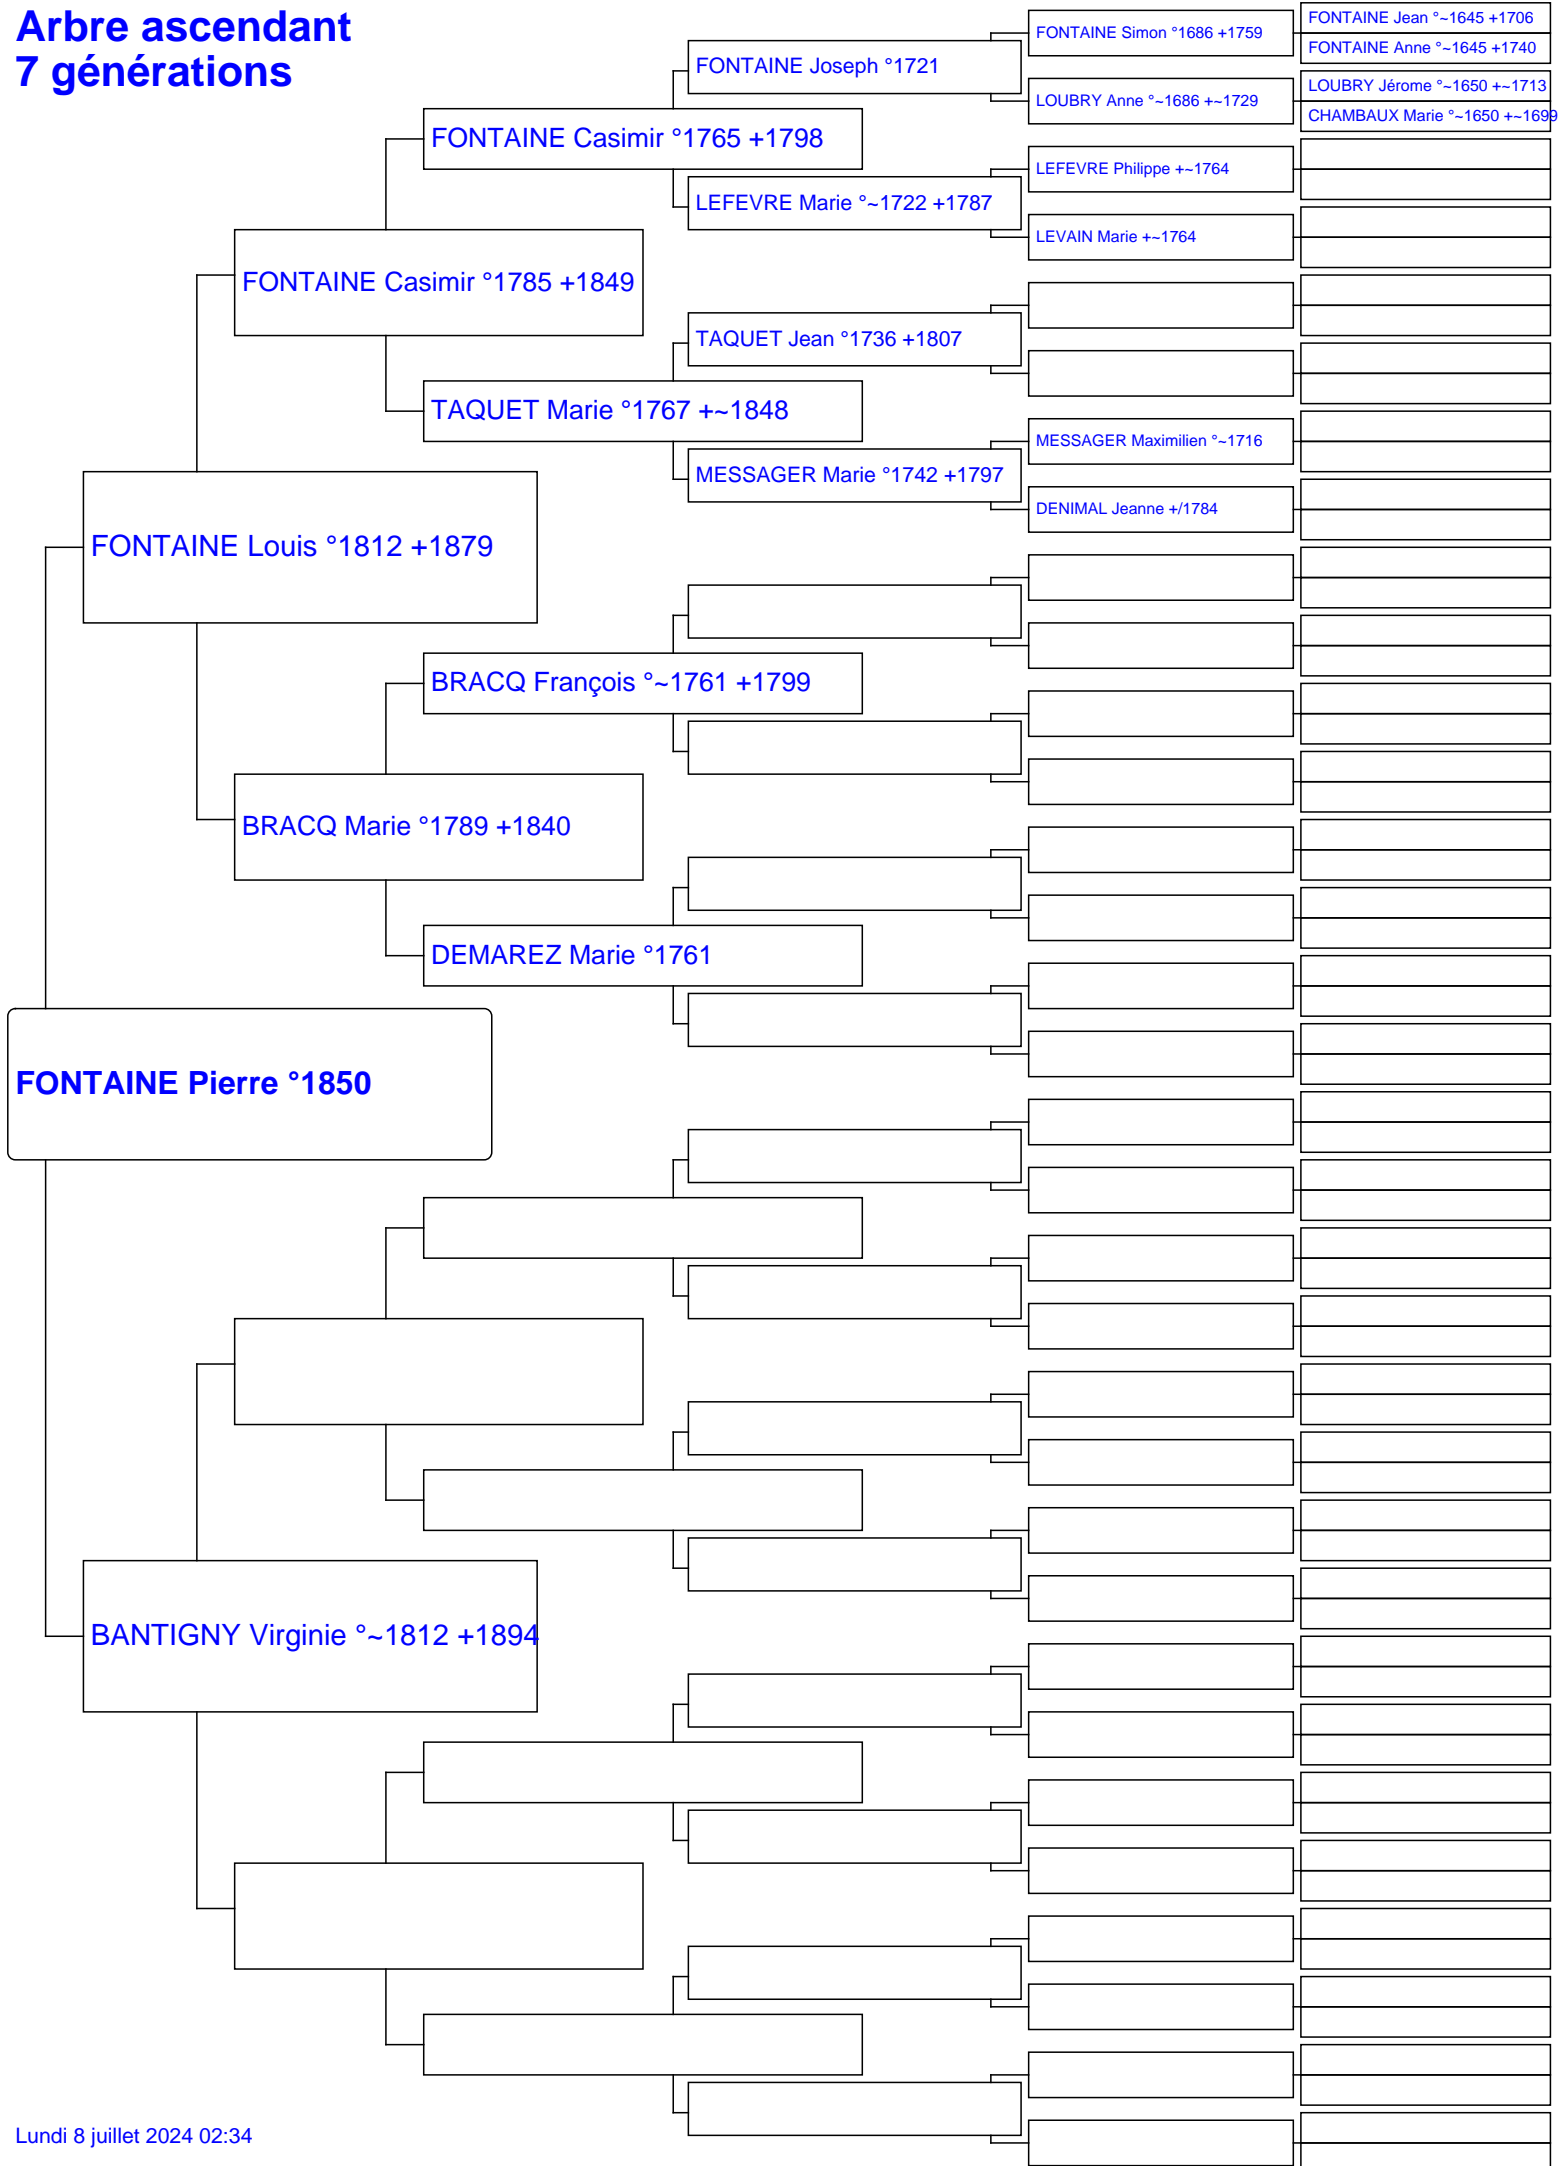 Arbre ascendant
7 générations
FONTAINE Simon °1686 +1759
FONTAINE Jean °~1645 +1706
FONTAINE Anne °~1645 +1740
FONTAINE Joseph °1721
LOUBRY Anne °~1686 +~1729
LOUBRY Jérome °~1650 +~1713
CHAMBAUX Marie °~1650 +~1699
FONTAINE Casimir °1765 +1798
LEFEVRE Philippe +~1764
LEFEVRE Marie °~1722 +1787
LEVAIN Marie +~1764
FONTAINE Casimir °1785 +1849
TAQUET Jean °1736 +1807
TAQUET Marie °1767 +~1848
MESSAGER Maximilien °~1716
MESSAGER Marie °1742 +1797
DENIMAL Jeanne +/1784
FONTAINE Louis °1812 +1879
BRACQ François °~1761 +1799
BRACQ Marie °1789 +1840
DEMAREZ Marie °1761
FONTAINE Pierre °1850
BANTIGNY Virginie °~1812 +1894
Lundi 8 juillet 2024 02:34